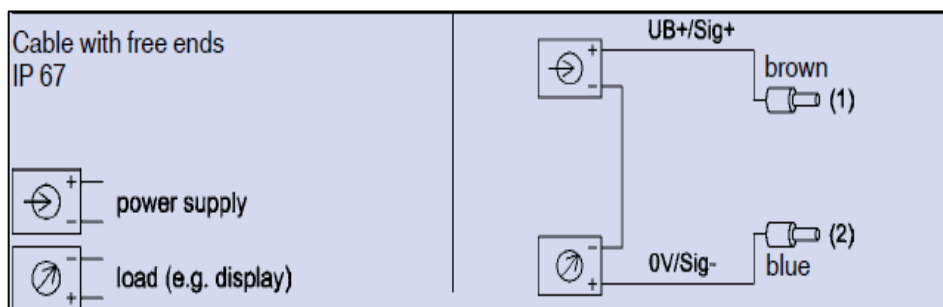 Cable with free ends
IP 67
+
−
power supply
−
+
load (e.g. display)
UB+/Sig+
+
−
brown
(1)
−
+
0V/Sig-
(2)
blue